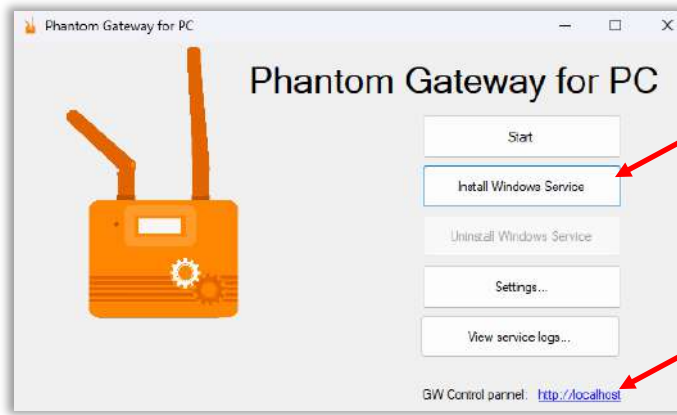 Phantom Gateway for PC
Phantom Gateway for PC
Start
Install Windows Service
Uninstall Windows Service
Settings...
View service logs...
GW Control pannel: http://localhost